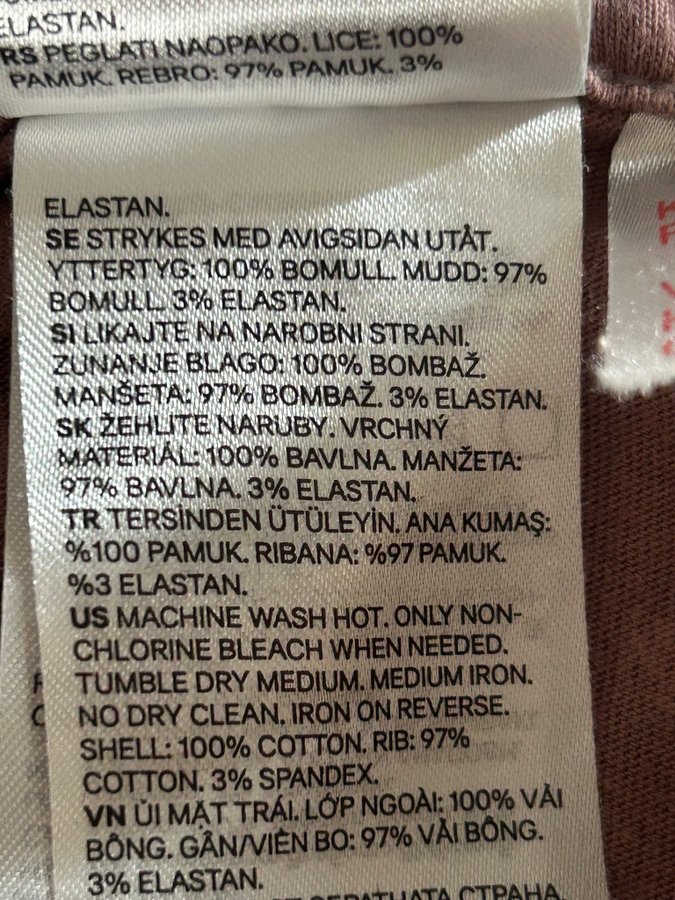 ELASTAN.
RS PEGLATI NAOPAKO. LICE: 100%
PAMUK. REBRO: 97% PAMUK. 3%
ELASTAN.
SE STRYKES MED AVIGSIDAN UTÅT.
YTTERTYG: 100% BOMULL. MUDD: 97%
BOMULL. 3% ELASTAN.
SI LIKAJTE NA NAROBNI STRANI.
ZUNANJE BLAGO: 100% BOMBAŽ.
MANŠETA: 97% BOMBAŽ. 3% ELASTAN.
SK ŽEHLITE NARUBY. VRCHNÝ
MATERIÁL: 100% BAVLNA. MANŽETA:
97% BAVLNA. 3% ELASTAN.
TR TERSİNDEN ÜTÜLEYİN. ANA KUMAŞ:
%100 PAMUK. RIBANA: %97 PAMUK.
%3 ELASTAN.
US MACHINE WASH HOT. ONLY NON-
CHLORINE BLEACH WHEN NEEDED.
TUMBLE DRY MEDIUM. MEDIUM IRON.
NO DRY CLEAN. IRON ON REVERSE.
SHELL: 100% COTTON. RIB: 97%
COTTON. 3% SPANDEX.
VN ỦI MẶT TRÁI. LỚP NGOÀI: 100% VẢI
BÔNG. GÂN/VIỀN BO: 97% VẢI BÔNG.
3% ELASTAN.
СТРАНА.